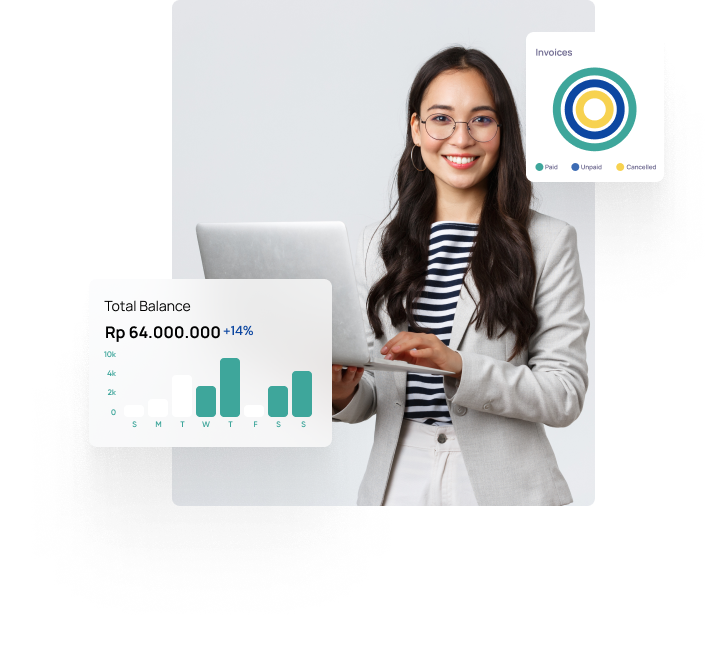 Invoices
Paid Unpaid Cancelled
Total Balance
Rp 64.000.000 +14%
10k
4k
2k
0
S M T W T F S S